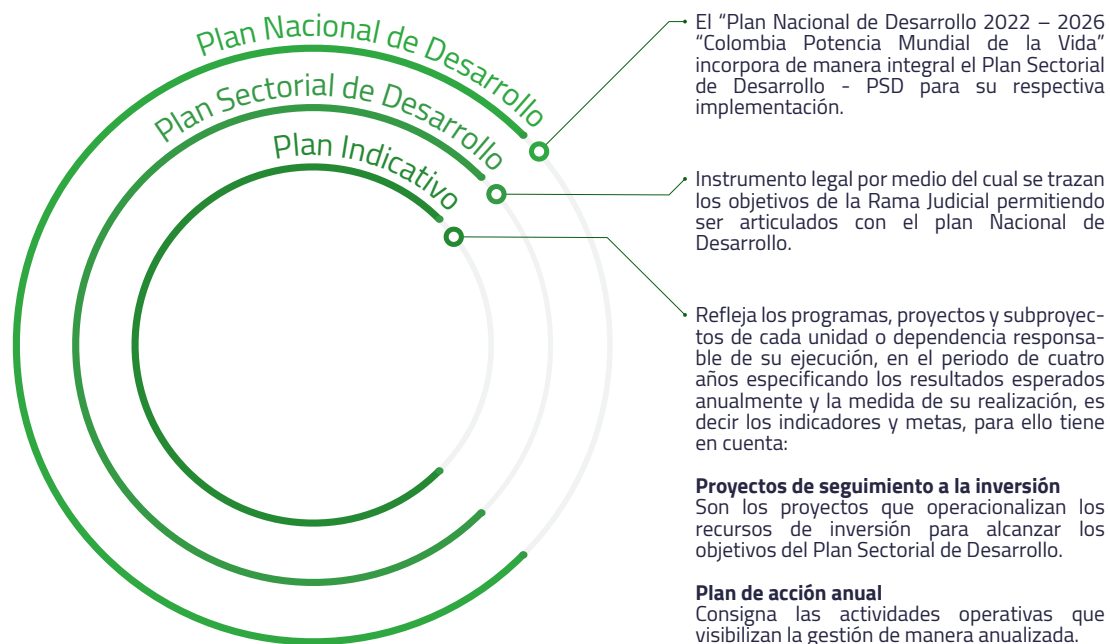 Plan Nacional de Desarrollo
Plan Sectorial de Desarrollo
Plan Indicativo
El “Plan Nacional de Desarrollo 2022 – 2026
“Colombia Potencia Mundial de la Vida”
incorpora de manera integral el Plan Sectorial
de Desarrollo - PSD para su respectiva
implementación.
Instrumento legal por medio del cual se trazan
los objetivos de la Rama Judicial permitiendo
ser articulados con el plan Nacional de
Desarrollo.
Refleja los programas, proyectos y subproyec-
tos de cada unidad o dependencia responsa-
ble de su ejecución, en el periodo de cuatro
años especificando los resultados esperados
anualmente y la medida de su realización, es
decir los indicadores y metas, para ello tiene
en cuenta:
Proyectos de seguimiento a la inversión
Son los proyectos que operacionalizan los
recursos de inversión para alcanzar los
objetivos del Plan Sectorial de Desarrollo.
Plan de acción anual
Consigna las actividades operativas que
visibilizan la gestión de manera anualizada.